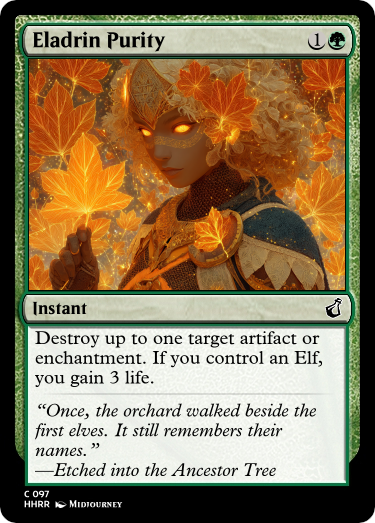 Eladrin Purity 1
Instant
Destroy up to one target artifact or
enchantment. If you control an Elf,
you gain 3 life.
“Once, the orchard walked beside the
first elves. It still remembers their
names.”
—Etched into the Ancestor Tree
C 097
HHRR Midjourney